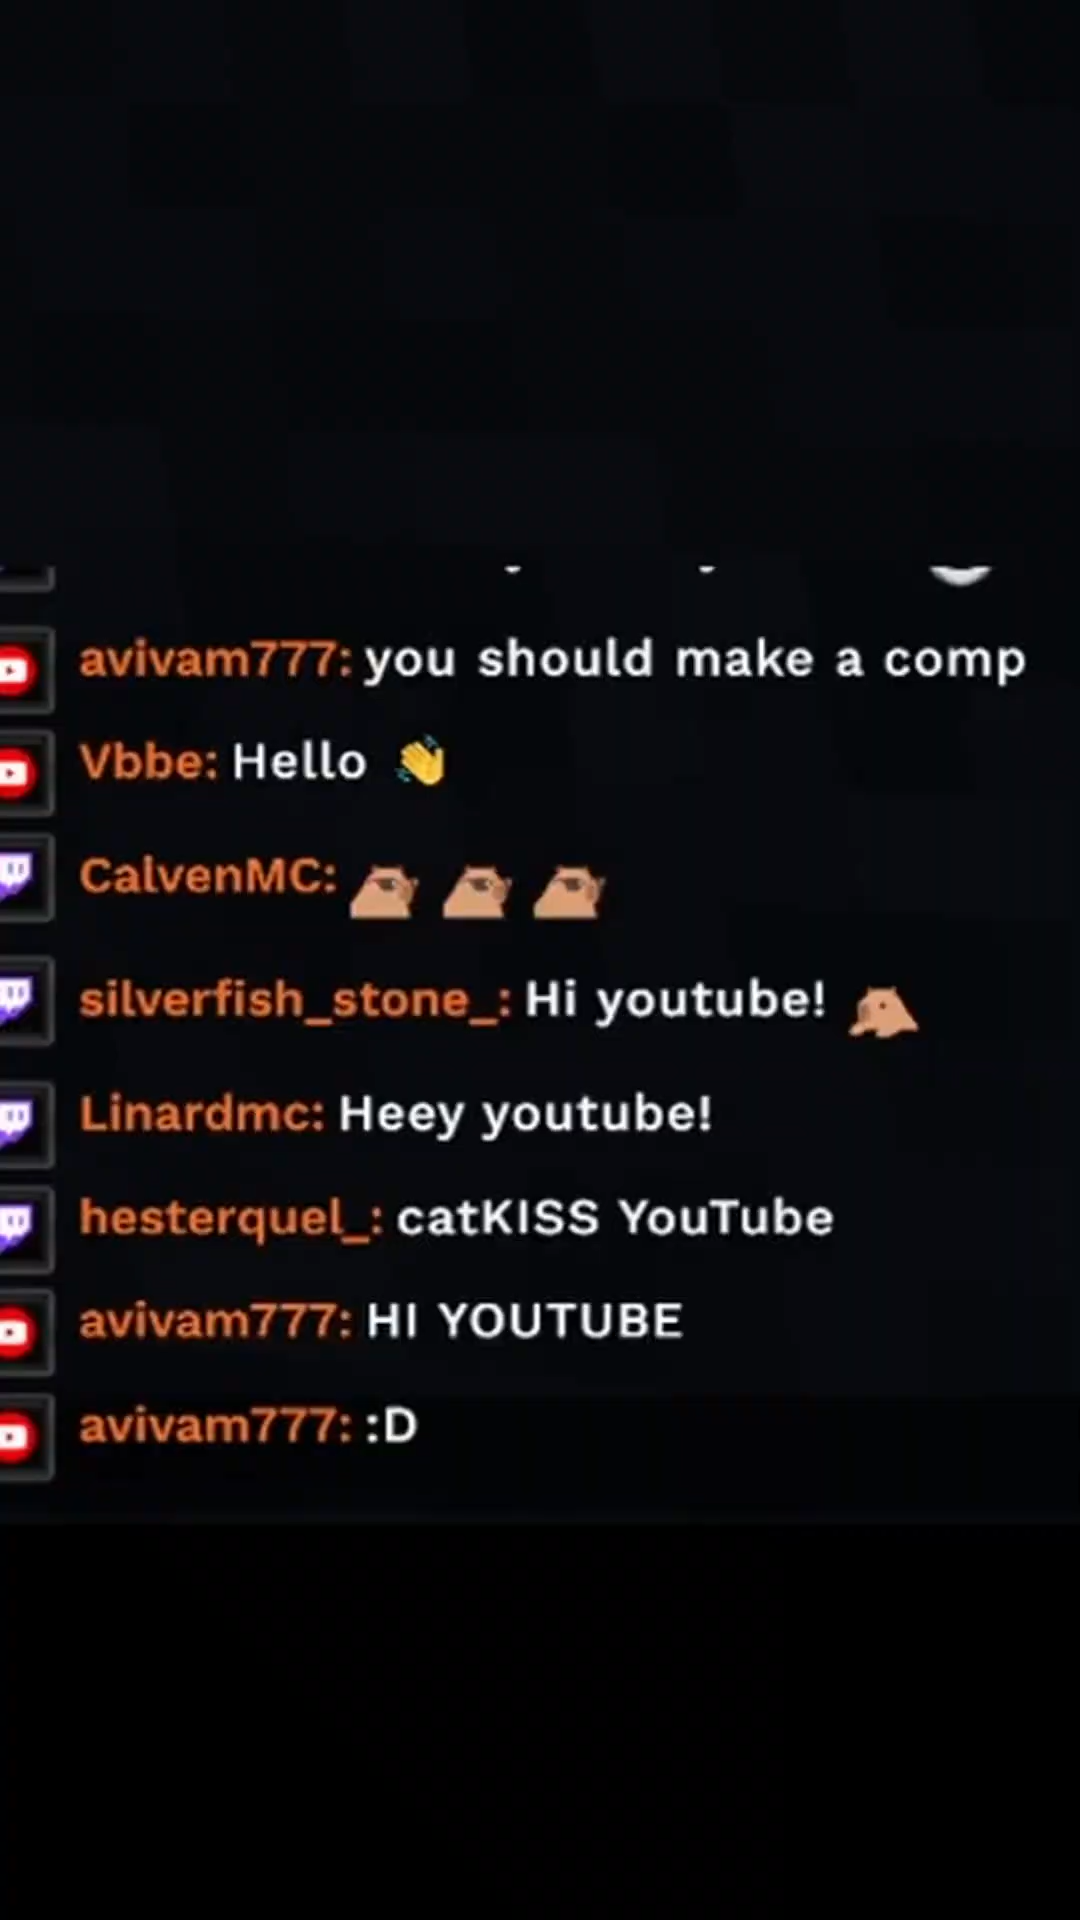 avivam777: you should make a comp
Vbbe: Hello 👋
CalvenMC:
silverfish_stone_: Hi youtube!
Linardmc: Heey youtube!
hesterquel_: catKISS YouTube
avivam777: HI YOUTUBE
avivam777: :D